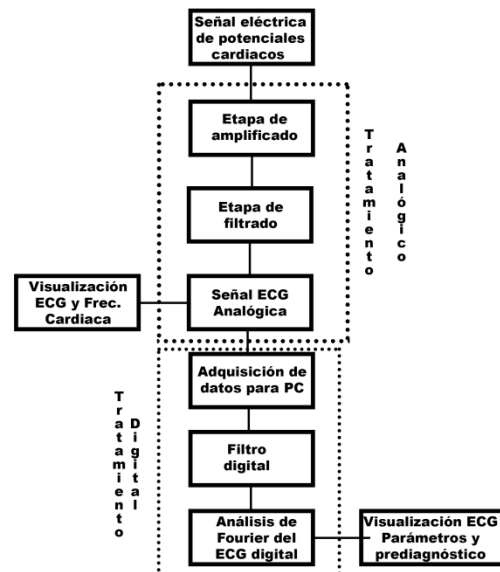 Señal eléctrica
de potenciales
cardiacos
Etapa de
amplificado
Tratamiento
Analógico
Etapa de
filtrado
Visualización
ECG y Frec.
Cardiaca
Señal ECG
Analógica
Adquisición de
datos para PC
Tratamiento
Digital
Filtro
digital
Análisis de
Fourier del
ECG digital
Visualización ECG
Parámetros y
prediagnóstico